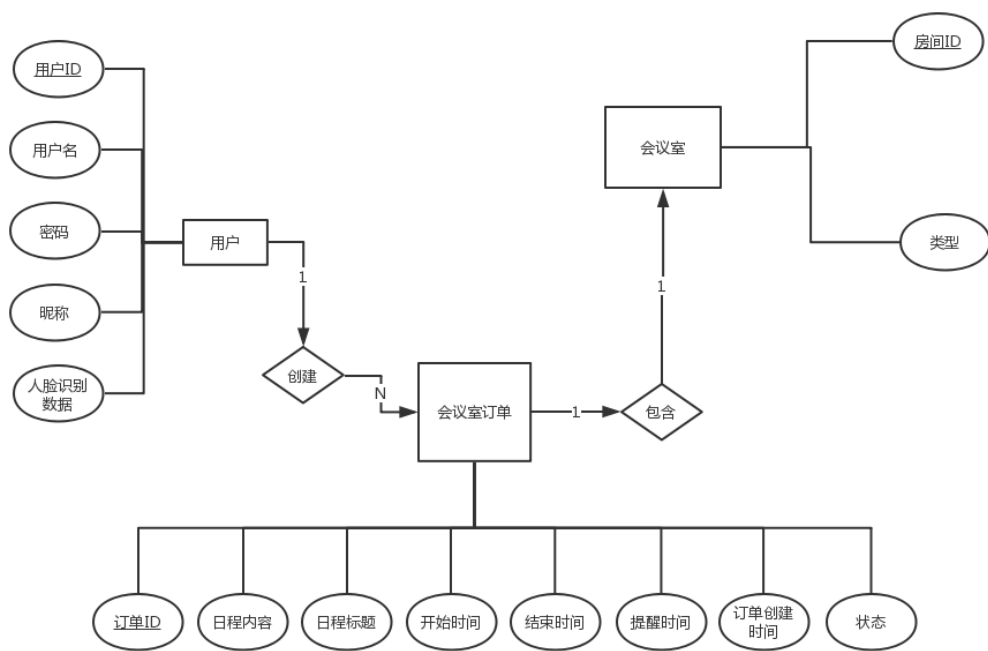 房间ID
用户ID
用户名
会议室
密码
用户
类型
1
1
昵称
创建
人脸识别
数据
N
会议室订单
1
包含
订单ID
日程内容
日程标题
开始时间
结束时间
提醒时间
订单创建
时间
状态